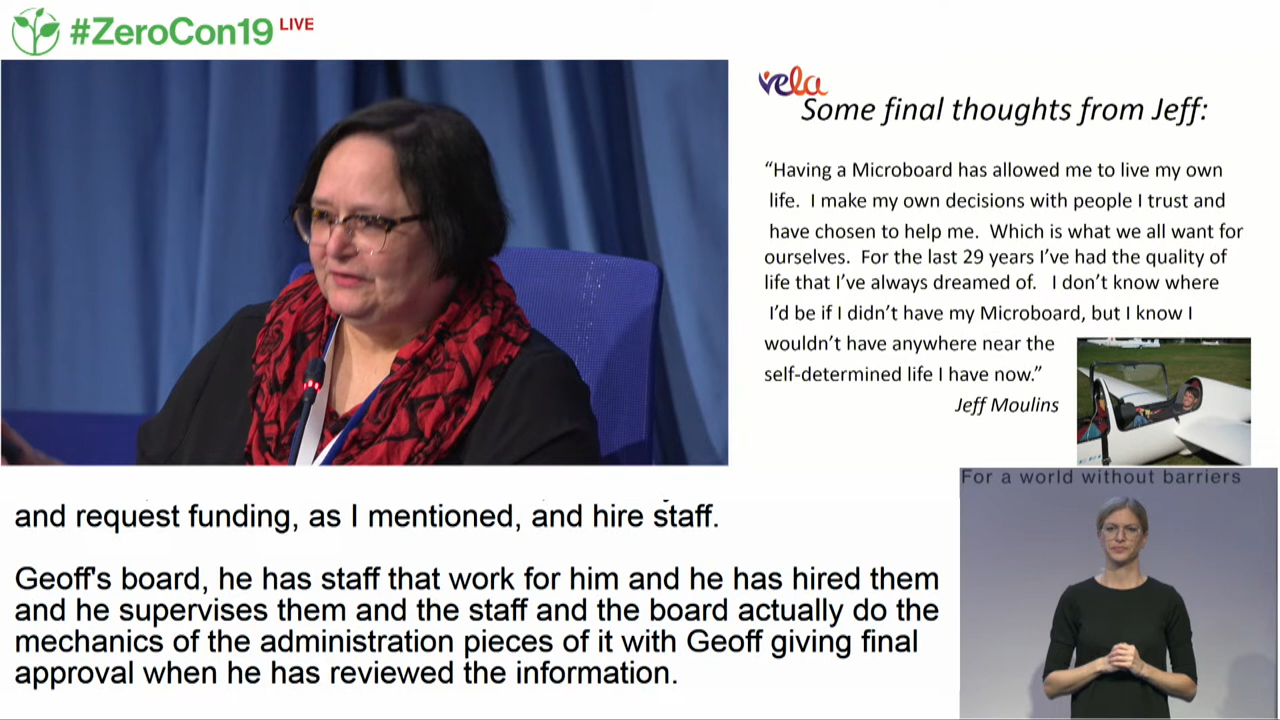 #ZeroCon19 LIVE
vela
Some final thoughts from Jeff:
“Having a Microboard has allowed me to live my own
life. I make my own decisions with people I trust and
have chosen to help me. Which is what we all want for
ourselves. For the last 29 years I’ve had the quality of
life that I’ve always dreamed of. I don’t know where
I’d be if I didn’t have my Microboard, but I know I
wouldn’t have anywhere near the
self-determined life I have now.”
Jeff Moulins
For a world without barriers
and request funding, as I mentioned, and hire staff.
Geoff's board, he has staff that work for him and he has hired them
and he supervises them and the staff and the board actually do the
mechanics of the administration pieces of it with Geoff giving final
approval when he has reviewed the information.